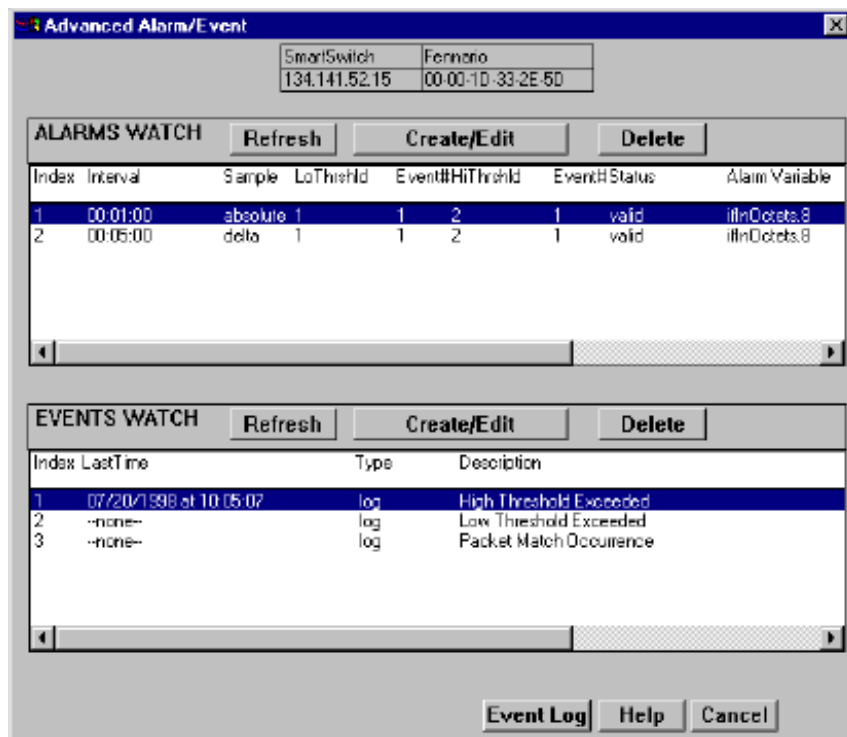 Advanced Alarm/Event
SmartSwitch Fennario
134.141.52.15 00-00-1D-33-2E-5D
ALARMS WATCH Refresh Create/Edit Delete
Index Interval Sample LoThrshld Event# HiThrshld Event# Status Alarm Variable
1 00:01:00 absolute 1 1 2 1 valid ifInOctets.8
2 00:05:00 delta 1 1 2 1 valid ifInOctets.8
EVENTS WATCH Refresh Create/Edit Delete
Index LastTime Type Description
1 07/20/1998 at 10:05:07 log High Threshold Exceeded
2 --none-- log Low Threshold Exceeded
3 --none-- log Packet Match Occurrence
Event Log Help Cancel